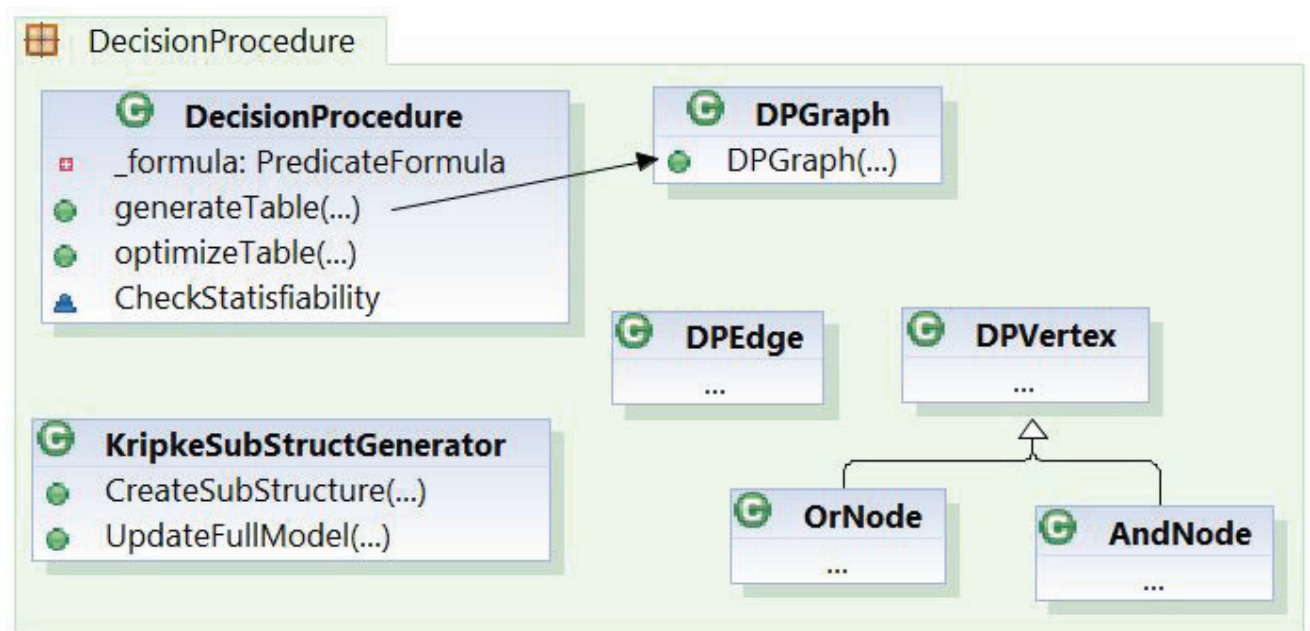 DecisionProcedure
DecisionProcedure
_formula: PredicateFormula
generateTable(...)
optimizeTable(...)
CheckStatisfiability
DPGraph
DPGraph(...)
DPEdge
...
DPVertex
...
KripkeSubStructGenerator
CreateSubStructure(...)
UpdateFullModel(...)
OrNode
...
AndNode
...